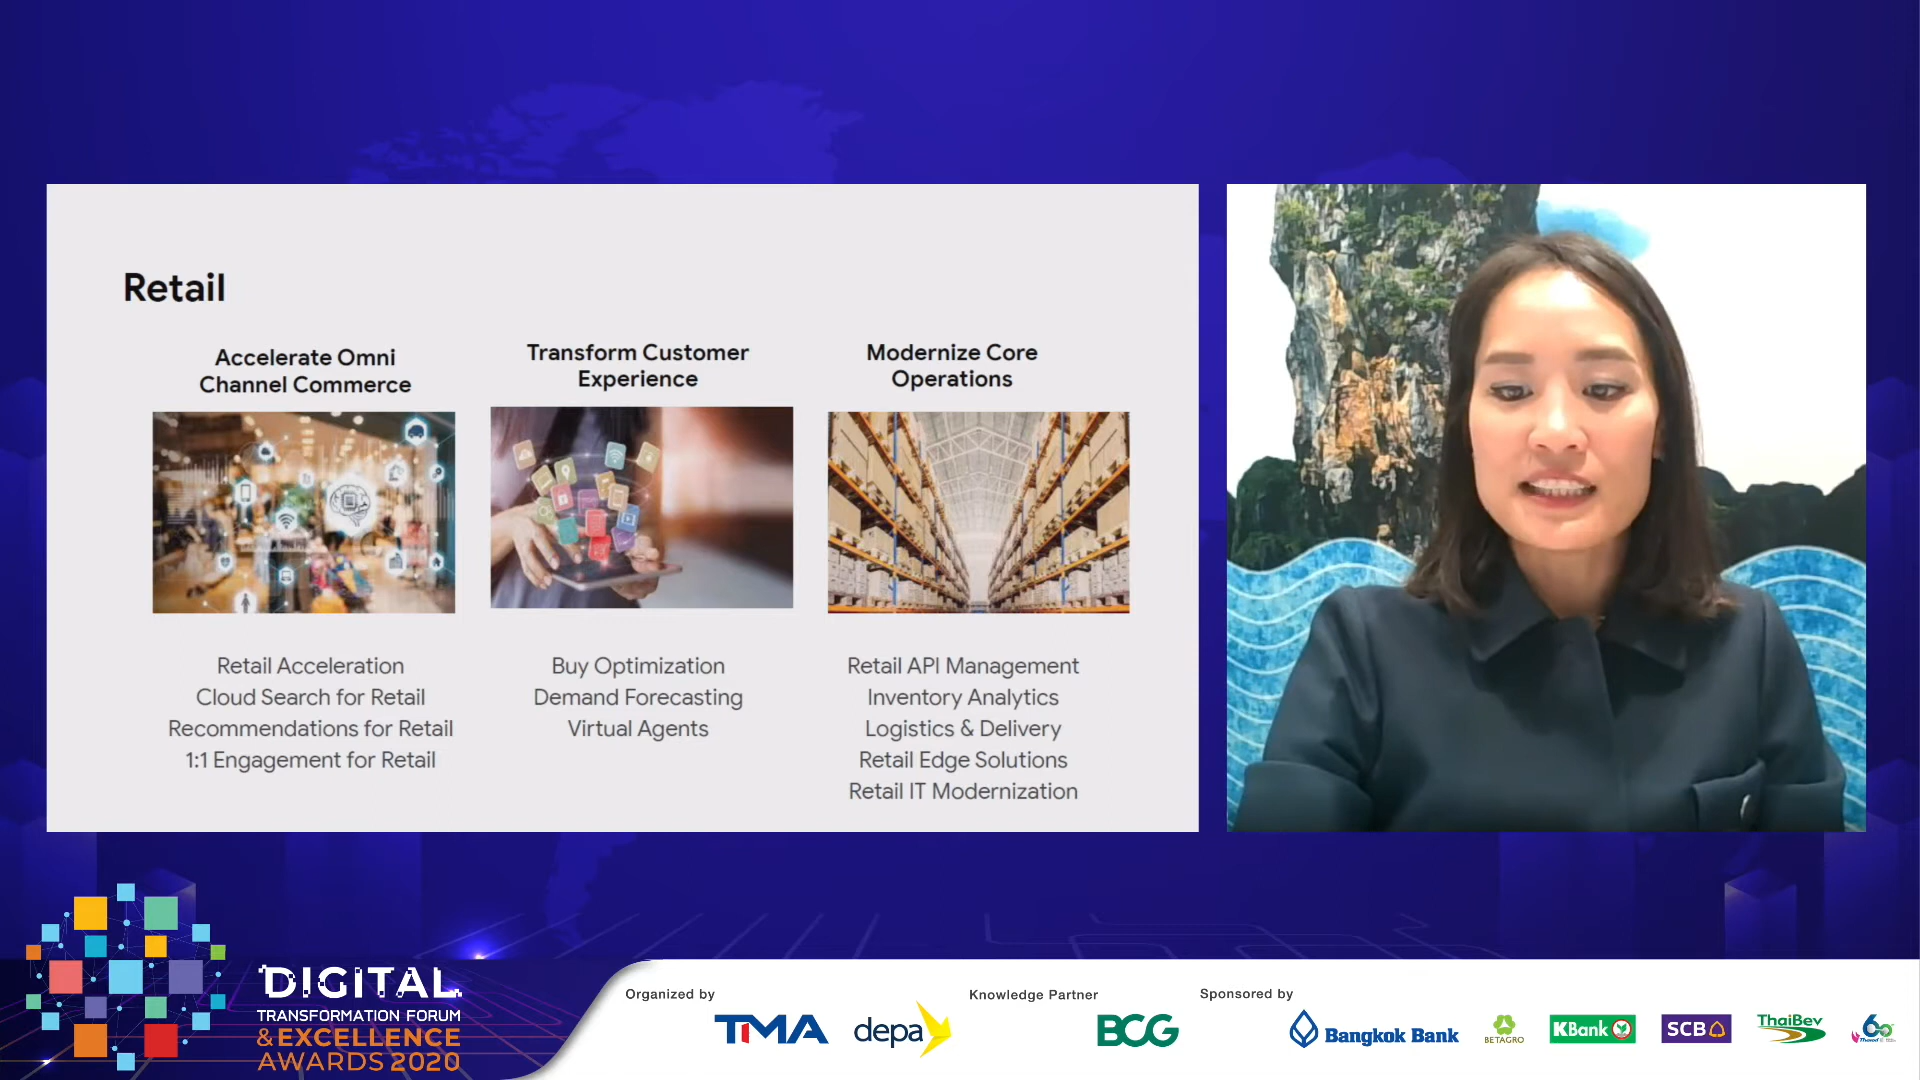 Retail
Accelerate Omni
Channel Commerce
Transform Customer
Experience
Modernize Core
Operations
Retail Acceleration
Cloud Search for Retail
Recommendations for Retail
1:1 Engagement for Retail
Buy Optimization
Demand Forecasting
Virtual Agents
Retail API Management
Inventory Analytics
Logistics & Delivery
Retail Edge Solutions
Retail IT Modernization
DIGITAL
TRANSFORMATION FORUM
& EXCELLENCE
AWARDS 2020
Organized by
TMA
depa
Knowledge Partner
BCG
Sponsored by
Bangkok Bank
BETAGRO
KBank
SCB
ThaiBev
60